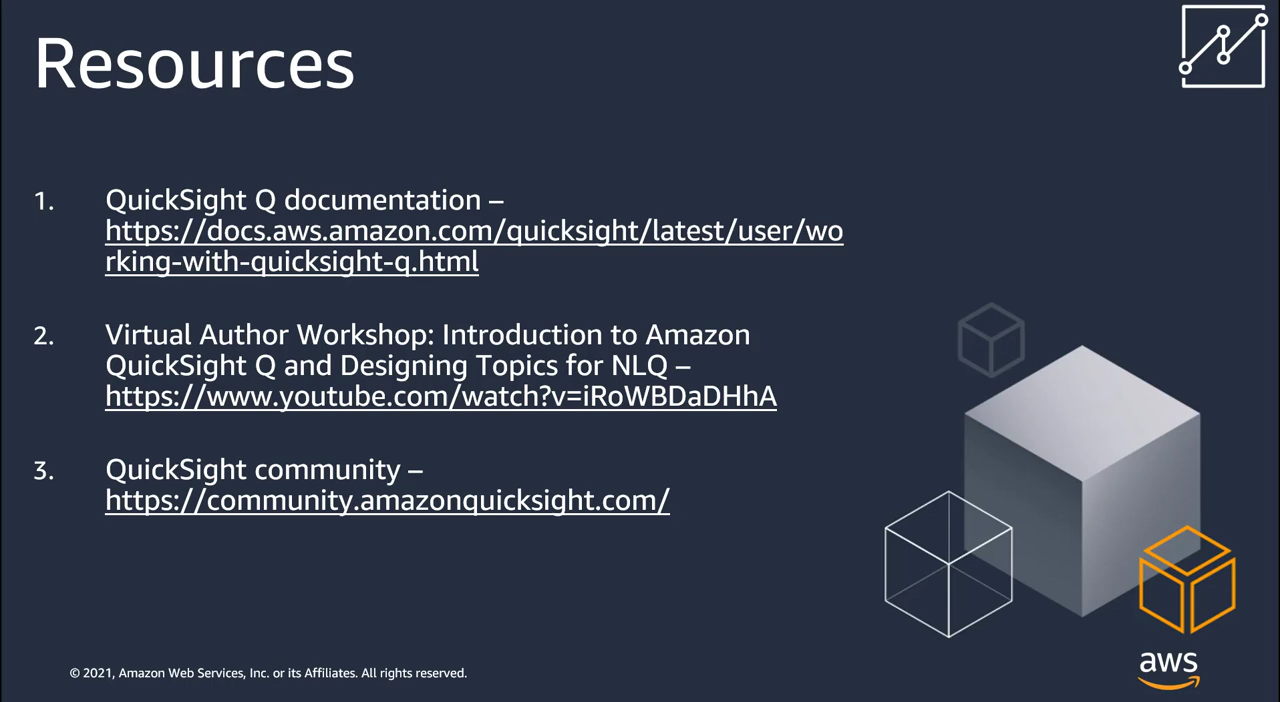 Resources
1. QuickSight Q documentation –
https://docs.aws.amazon.com/quicksight/latest/user/wo
rking-with-quicksight-q.html
2. Virtual Author Workshop: Introduction to Amazon
QuickSight Q and Designing Topics for NLQ –
https://www.youtube.com/watch?v=iRoWBDaDHhA
3. QuickSight community –
https://community.amazonquicksight.com/
© 2021, Amazon Web Services, Inc. or its Affiliates. All rights reserved.
aws